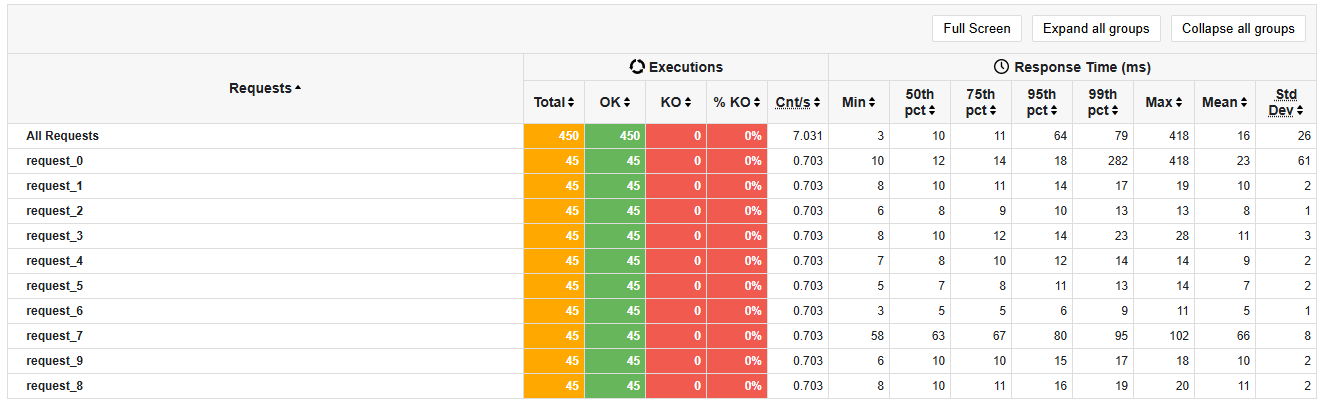 Full Screen Expand all groups Collapse all groups
Requests Executions Response Time (ms)
Total OK KO % KO Cnt/s Min 50th pct 75th pct 95th pct 99th pct Max Mean Std Dev
All Requests 450 450 0 0% 7.031 3 10 11 64 79 418 16 26
request_0 45 45 0 0% 0.703 10 12 14 18 282 418 23 61
request_1 45 45 0 0% 0.703 8 10 11 14 17 19 10 2
request_2 45 45 0 0% 0.703 6 8 9 10 13 13 8 1
request_3 45 45 0 0% 0.703 8 10 12 14 23 28 11 3
request_4 45 45 0 0% 0.703 7 8 10 12 14 14 9 2
request_5 45 45 0 0% 0.703 5 7 8 11 13 14 7 2
request_6 45 45 0 0% 0.703 3 5 5 6 9 11 5 1
request_7 45 45 0 0% 0.703 58 63 67 80 95 102 66 8
request_9 45 45 0 0% 0.703 6 10 10 15 17 18 10 2
request_8 45 45 0 0% 0.703 8 10 11 16 19 20 11 2